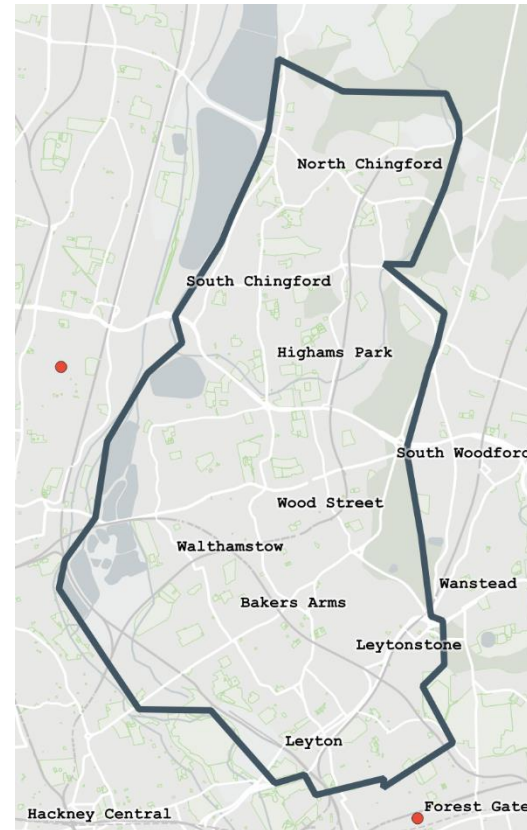 North Chingford
South Chingford
Highams Park
South Woodford
Wood Street
Walthamstow
Wanstead
Bakers Arms
Leytonstone
Leyton
Forest Gate
Hackney Central